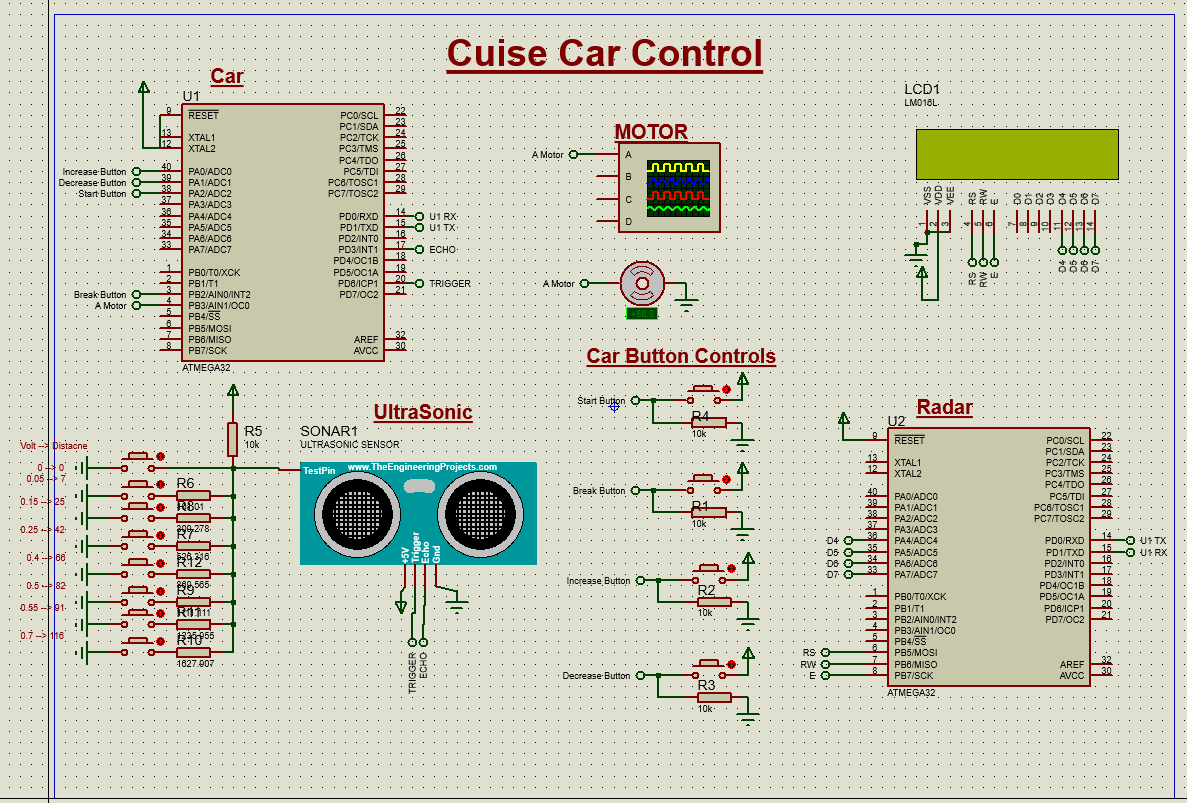 Cuise Car Control
Car
U1
9 RESET
13 XTAL1
12 XTAL2
Increase Button 40 PA0/ADC0
Decrease Button 39 PA1/ADC1
Start Button 38 PA2/ADC2
37 PA3/ADC3
36 PA4/ADC4
35 PA5/ADC5
34 PA6/ADC6
33 PA7/ADC7
1 PB0/T0/XCK
2 PB1/T1
Break Button 3 PB2/AIN0/INT2
A Motor 4 PB3/AIN1/OC0
5 PB4/SS
6 PB5/MOSI
7 PB6/MISO
8 PB7/SCK
PC0/SCL 22
PC1/SDA 23
PC2/TCK 24
PC3/TMS 25
PC4/TDO 26
PC5/TDI 27
PC6/TOSC1 28
PC7/TOSC2 29
PD0/RXD 14 U1 RX
PD1/TXD 15 U1 TX
PD2/INT0 16
PD3/INT1 17 ECHO
PD4/OC1B 18
PD5/OC1A 19
PD6/ICP1 20 TRIGGER
PD7/OC2 21
AREF 32
AVCC 30
ATMEGA32
MOTOR
A Motor A
B
C
D
A Motor
+88.8
LCD1
LM016L
VSS VDD VEE RS RW E D0 D1 D2 D3 D4 D5 D6 D7
1 2 3 4 5 6 7 8 9 10 11 12 13 14
RS RW E D4 D5 D6 D7
Car Button Controls
Start Button
R4
10k
Break Button
R1
10k
Increase Button
R2
10k
Decrease Button
R3
10k
UltraSonic
SONAR1
ULTRASONIC SENSOR
TestPin www.TheEngineeringProjects.com
+5V Trigger Echo Gnd
TRIGGER ECHO
R5
10k
Volt --> Distacne
0 --> 0
0.05 --> 7
0.15 --> 25
0.25 --> 42
0.4 --> 66
0.5 --> 82
0.55 --> 91
0.7 --> 116
R6
R8
309.278
R7
526.316
R12
869.565
R9
R11
1235.955
R10
1627.907
Radar
U2
9 RESET
13 XTAL1
12 XTAL2
40 PA0/ADC0
39 PA1/ADC1
38 PA2/ADC2
37 PA3/ADC3
D4 36 PA4/ADC4
D5 35 PA5/ADC5
D6 34 PA6/ADC6
D7 33 PA7/ADC7
1 PB0/T0/XCK
2 PB1/T1
3 PB2/AIN0/INT2
4 PB3/AIN1/OC0
5 PB4/SS
RS 6 PB5/MOSI
RW 7 PB6/MISO
E 8 PB7/SCK
PC0/SCL 22
PC1/SDA 23
PC2/TCK 24
PC3/TMS 25
PC4/TDO 26
PC5/TDI 27
PC6/TOSC1 28
PC7/TOSC2 29
PD0/RXD 14 U1 TX
PD1/TXD 15 U1 RX
PD2/INT0 16
PD3/INT1 17
PD4/OC1B 18
PD5/OC1A 19
PD6/ICP1 20
PD7/OC2 21
AREF 32
AVCC 30
ATMEGA32